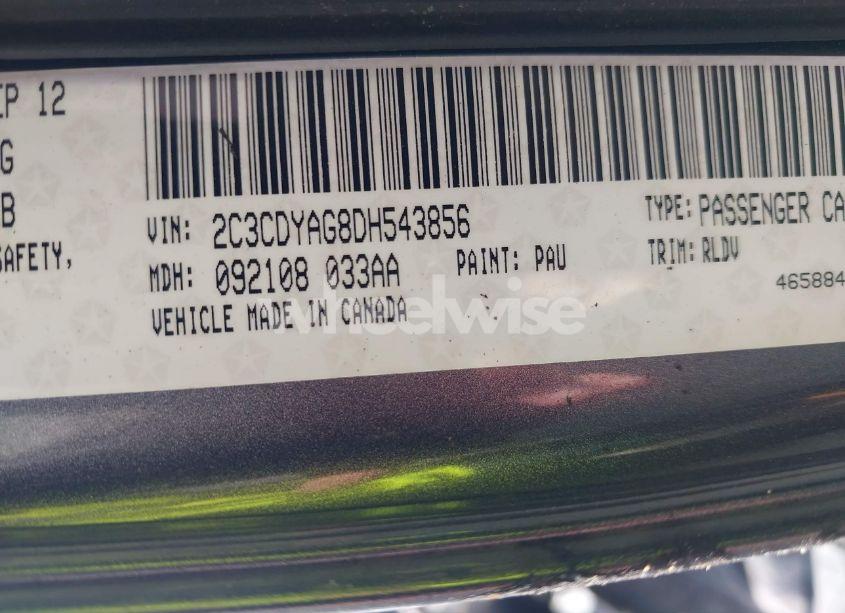 EP 12
G
B
SAFETY,
VIN: 2C3CDYAG8DH543856
MDH: 092108 033AA
PAINT: PAU
VEHICLE MADE IN CANADA
TYPE: PASSENGER CA
TRIM: RLDV
465884
wheelwise